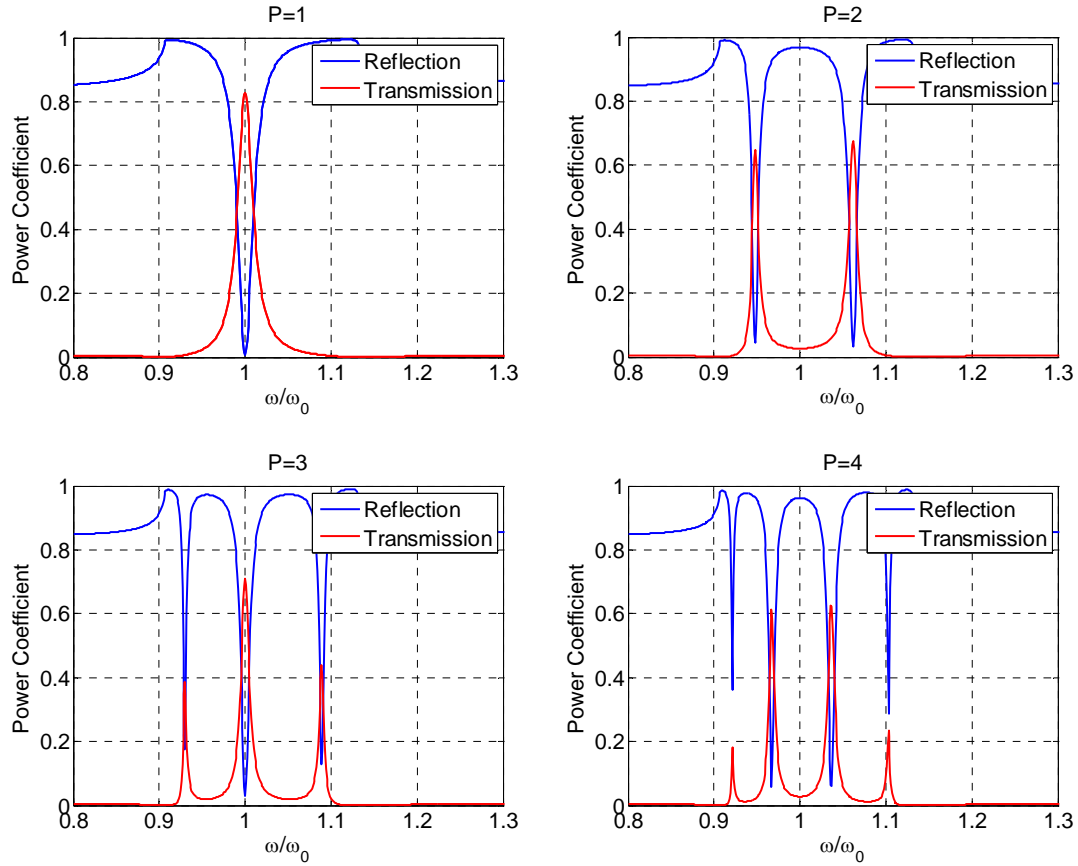 P=1
Power Coefficient
1
0.8
0.6
0.4
0.2
0
0.8 0.9 1 1.1 1.2 1.3
ω/ω0
Reflection
Transmission
P=2
Power Coefficient
1
0.8
0.6
0.4
0.2
0
0.8 0.9 1 1.1 1.2 1.3
ω/ω0
Reflection
Transmission
P=3
Power Coefficient
1
0.8
0.6
0.4
0.2
0
0.8 0.9 1 1.1 1.2 1.3
ω/ω0
Reflection
Transmission
P=4
Power Coefficient
1
0.8
0.6
0.4
0.2
0
0.8 0.9 1 1.1 1.2 1.3
ω/ω0
Reflection
Transmission